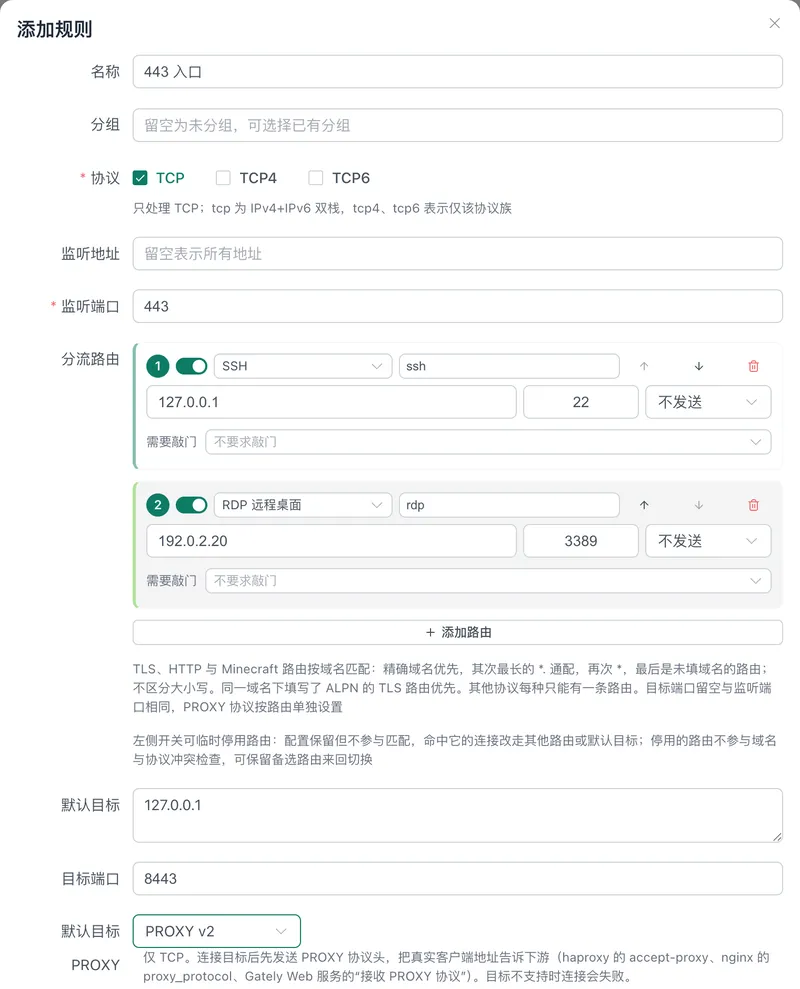 添加规则
名称 443 入口
分组 留空为未分组，可选择已有分组
* 协议 TCP TCP4 TCP6
只处理 TCP；tcp 为 IPv4+IPv6 双栈，tcp4、tcp6 表示仅该协议族
监听地址 留空表示所有地址
* 监听端口 443
分流路由 1 SSH ssh
127.0.0.1 22 不发送
需要敲门 不要求敲门
2 RDP 远程桌面 rdp
192.0.2.20 3389 不发送
需要敲门 不要求敲门
+ 添加路由
TLS、HTTP 与 Minecraft 路由按域名匹配：精确域名优先，其次最长的 *. 通配，再次 *，最后是未填域名的路由；
不区分大小写。同一域名下填写了 ALPN 的 TLS 路由优先。其他协议每种只能有一条路由。目标端口留空与监听端
口相同，PROXY 协议按路由单独设置
左侧开关可临时停用路由：配置保留但不参与匹配，命中它的连接改走其他路由或默认目标；停用的路由不参与域名
与协议冲突检查，可保留备选路由来回切换
默认目标 127.0.0.1
目标端口 8443
默认目标 PROXY v2
PROXY
仅 TCP。连接目标后先发送 PROXY 协议头，把真实客户端地址告诉下游（haproxy 的 accept-proxy、nginx 的
proxy_protocol、Gately Web 服务的“接收 PROXY 协议”）。目标不支持时连接会失败。